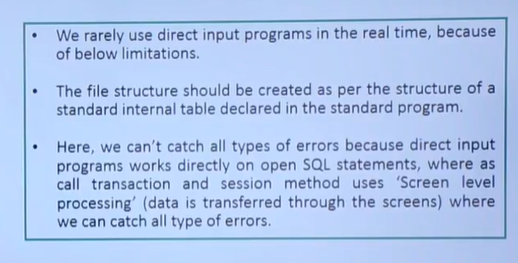 • We rarely use direct input programs in the real time, because
of below limitations.
• The file structure should be created as per the structure of a
standard internal table declared in the standard program.
• Here, we can't catch all types of errors because direct input
programs works directly on open SQL statements, where as
call transaction and session method uses 'Screen level
processing' (data is transferred through the screens) where
we can catch all type of errors.